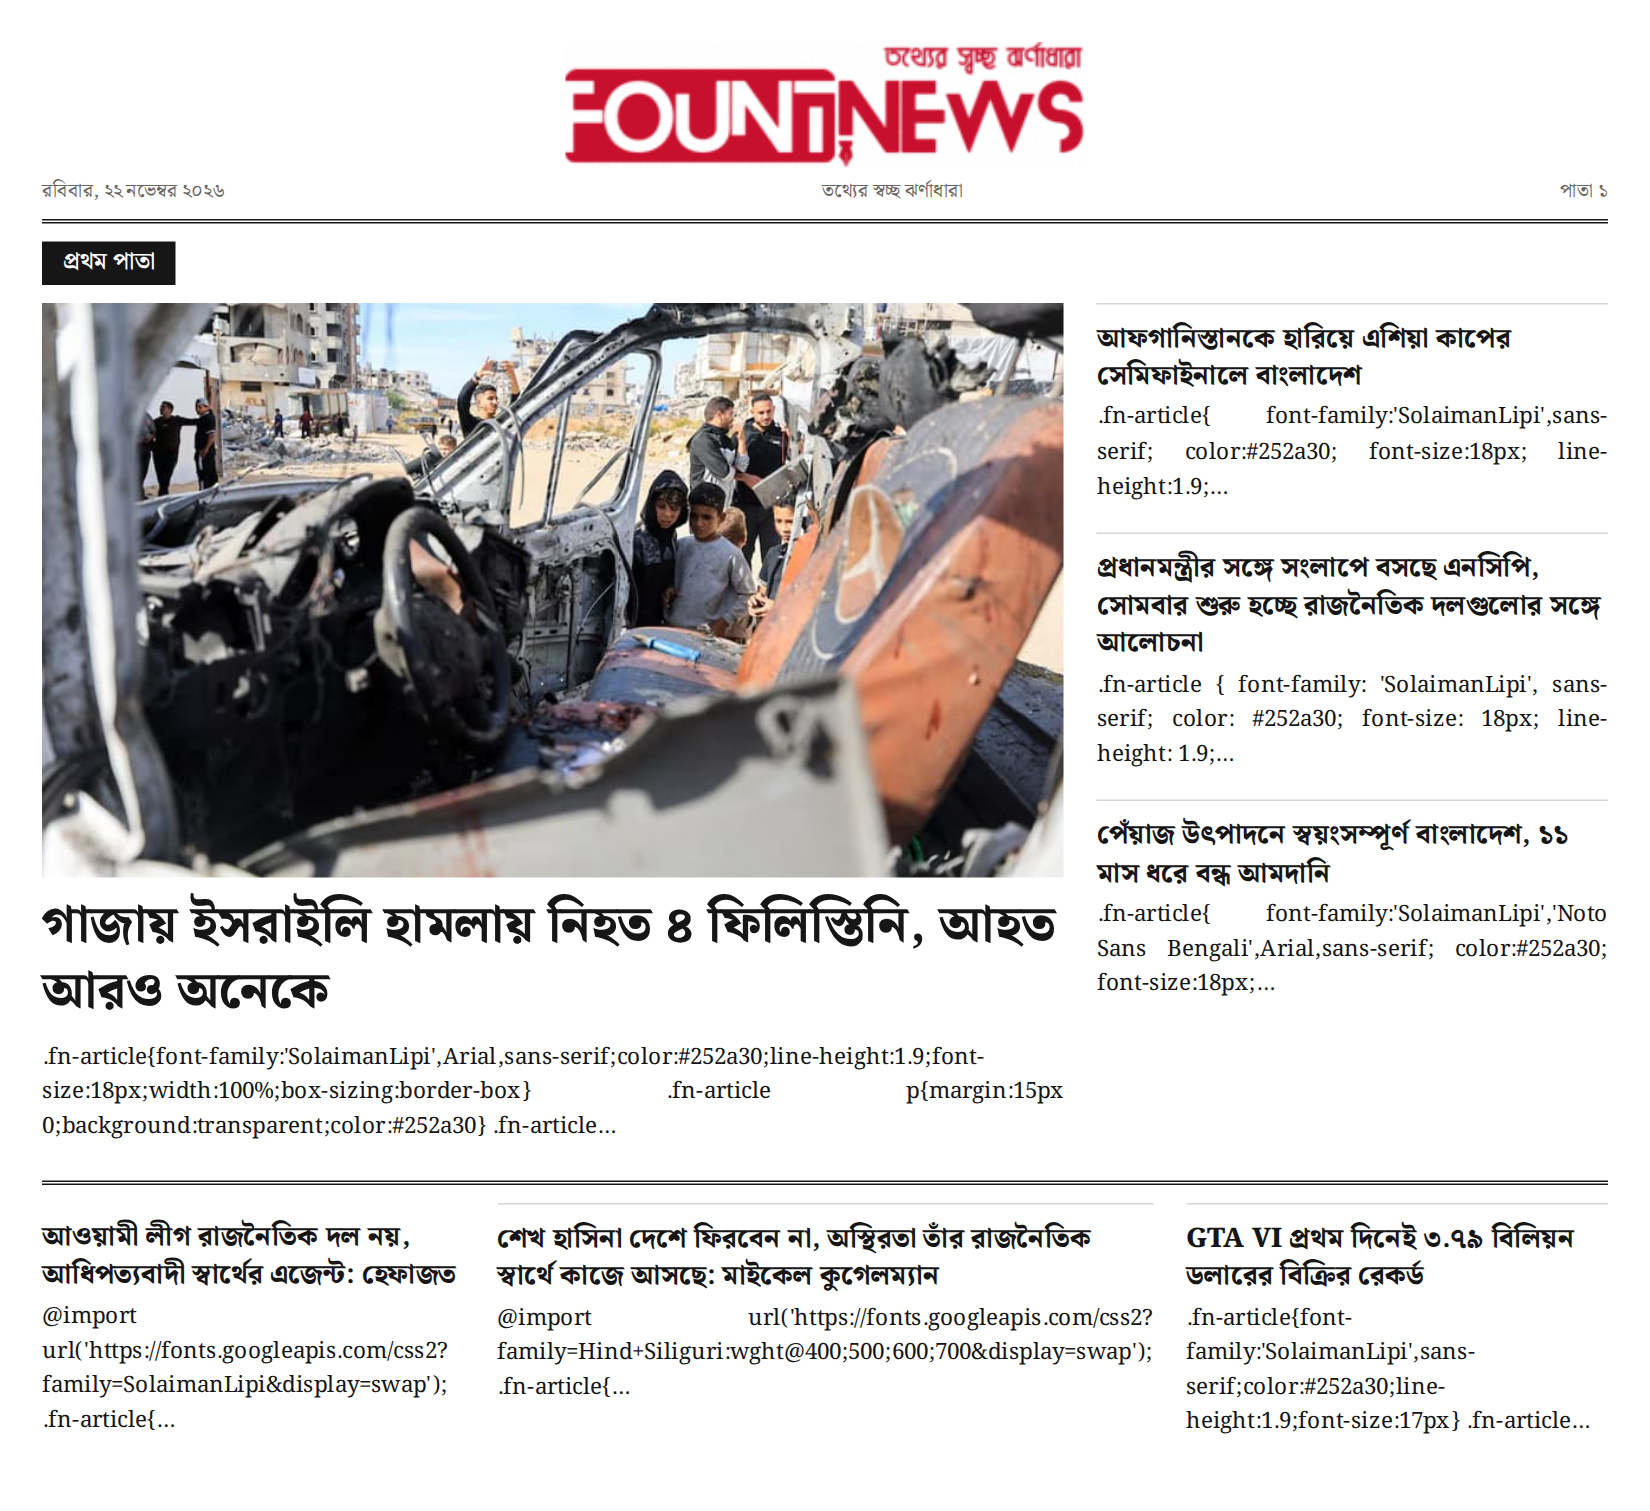 তথ্যের স্বচ্ছ ঝর্ণাধারা
FOUNT NEWS
রবিবার, ২২ নভেম্বর ২০২৬
তথ্যের স্বচ্ছ ঝর্ণাধারা
পাতা ১
প্রথম পাতা
গাজায় ইসরাইলি হামলায় নিহত ৪ ফিলিস্তিনি, আহত
আরও অনেকে
.fn-article{font-family:'SolaimanLipi',Arial,sans-serif;color:#252a30;line-height:1.9;font-
size:18px;width:100%;box-sizing:border-box} .fn-article p{margin:15px
0;background:transparent;color:#252a30} .fn-article...
আফগানিস্তানকে হারিয়ে এশিয়া কাপের
সেমিফাইনালে বাংলাদেশ
.fn-article{ font-family:'SolaimanLipi',sans-
serif; color:#252a30; font-size:18px; line-
height:1.9;...
প্রধানমন্ত্রীর সঙ্গে সংলাপে বসছে এনসিপি,
সোমবার শুরু হচ্ছে রাজনৈতিক দলগুলোর সঙ্গে
আলোচনা
.fn-article { font-family: 'SolaimanLipi', sans-
serif; color: #252a30; font-size: 18px; line-
height: 1.9;...
পেঁয়াজ উৎপাদনে স্বয়ংসম্পূর্ণ বাংলাদেশ, ১১
মাস ধরে বন্ধ আমদানি
.fn-article{ font-family:'SolaimanLipi','Noto
Sans Bengali',Arial,sans-serif; color:#252a30;
font-size:18px;...
আওয়ামী লীগ রাজনৈতিক দল নয়,
আধিপত্যবাদী স্বার্থের এজেন্ট: হেফাজত
@import
url('https://fonts.googleapis.com/css2?
family=SolaimanLipi&display=swap');
.fn-article{...
শেখ হাসিনা দেশে ফিরবেন না, অস্থিরতা তাঁর রাজনৈতিক
স্বার্থে কাজে আসছে: মাইকেল কুগেলম্যান
@import url('https://fonts.googleapis.com/css2?
family=Hind+Siliguri:wght@400;500;600;700&display=swap');
.fn-article{...
GTA VI প্রথম দিনেই ৩.৭৯ বিলিয়ন
ডলারের বিক্রির রেকর্ড
.fn-article{font-
family:'SolaimanLipi',sans-
serif;color:#252a30;line-
height:1.9;font-size:17px} .fn-article...